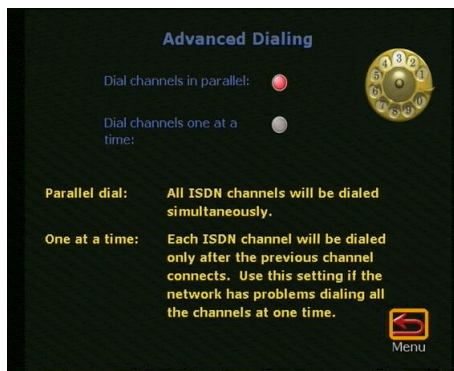 Advanced Dialing
Dial channels in parallel:
Dial channels one at a
time:
Parallel dial: All ISDN channels will be dialed
simultaneously.
One at a time: Each ISDN channel will be dialed
only after the previous channel
connects. Use this setting if the
network has problems dialing all
the channels at one time.
Menu